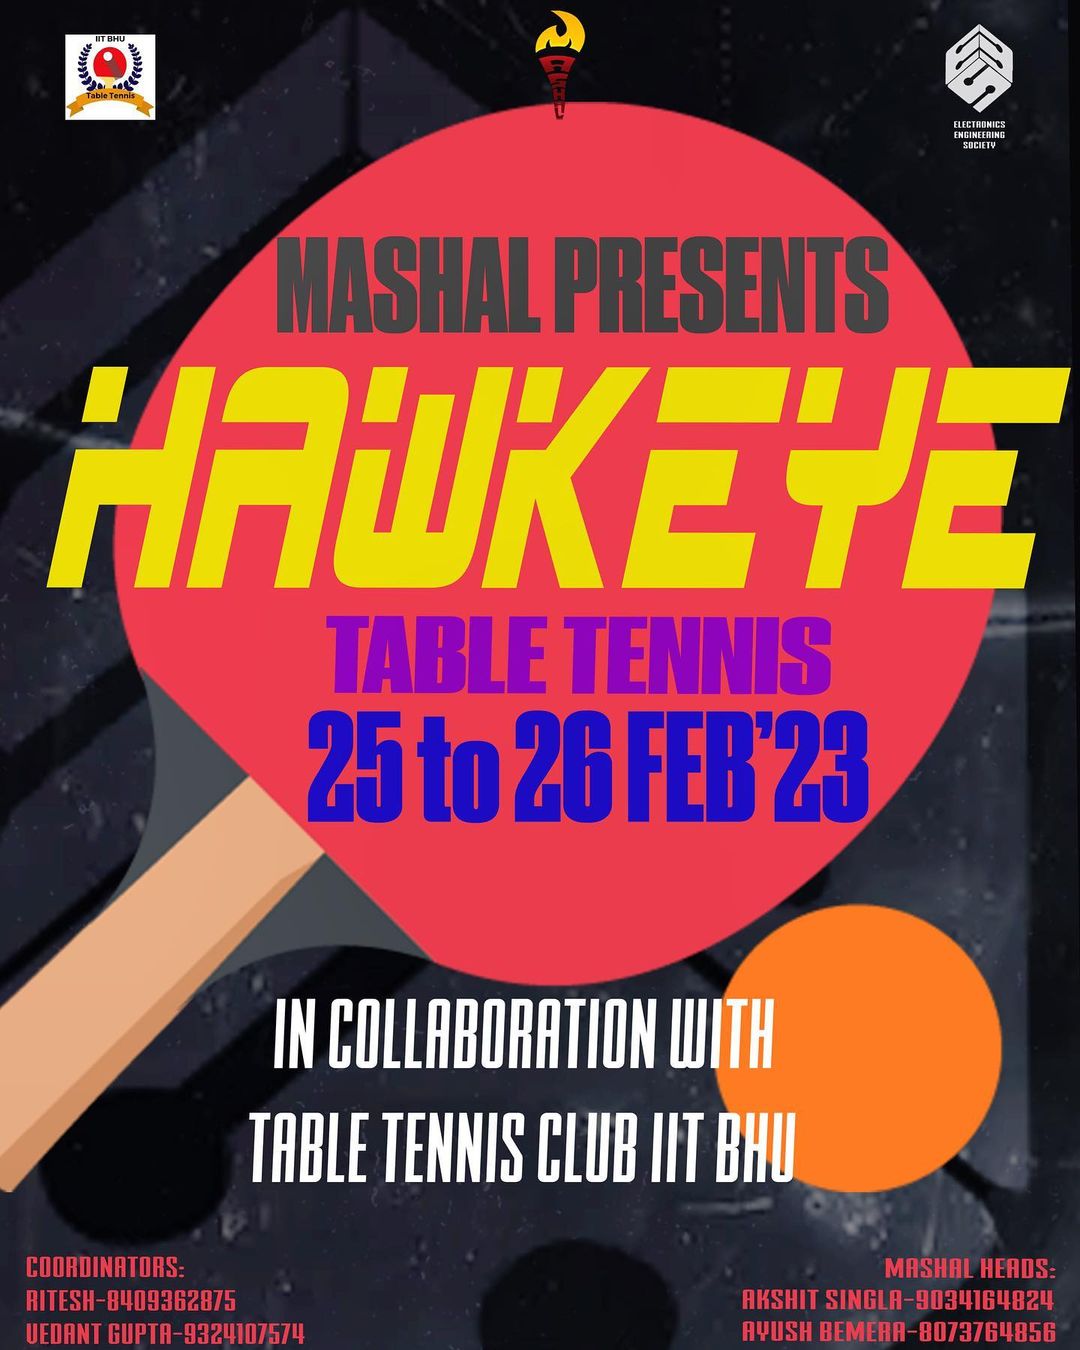 IIT BHU
Table Tennis
MASHAL
ELECTRONICS
ENGINEERING
SOCIETY
MASHAL PRESENTS
HAWKEYE
TABLE TENNIS
25 to 26 FEB'23
IN COLLABORATION WITH
TABLE TENNIS CLUB IIT BHU
COORDINATORS:
RITESH-8409362875
VEDANT GUPTA-9324107574
MASHAL HEADS:
AKSHIT SINGLA-9034164824
AYUSH BEMERA-8073764856